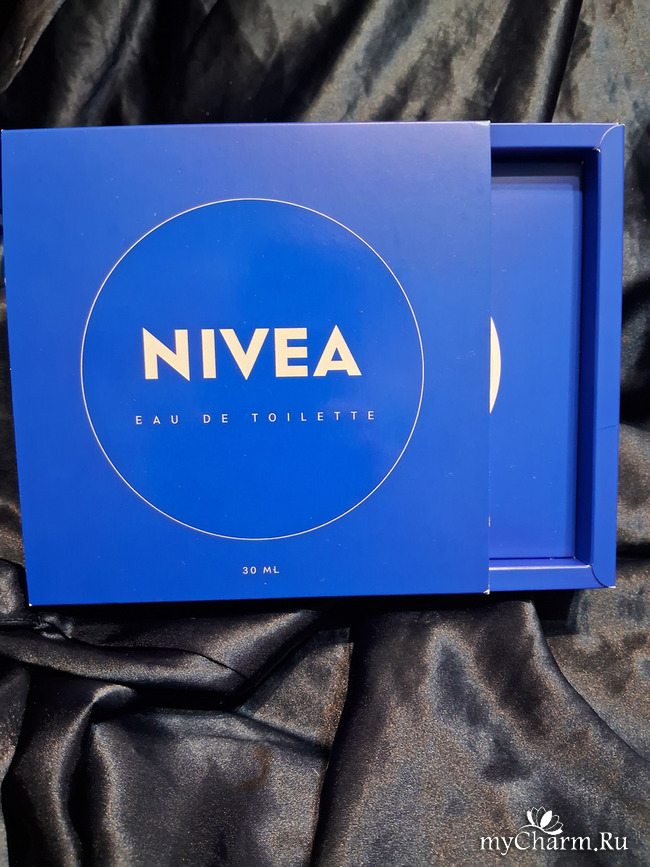 NIVEA
EAU DE TOILETTE
30 ML
myCharm.Ru